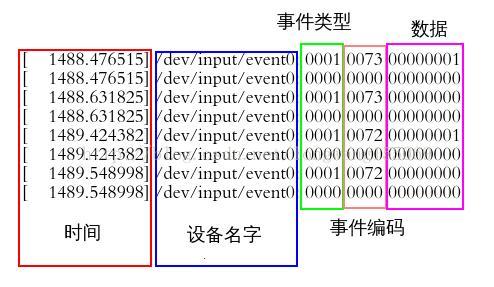 事件类型
数据
[ 1488.476515] /dev/input/event0 0001 0073 00000001
[ 1488.476515] /dev/input/event0 0000 0000 00000000
[ 1488.631825] /dev/input/event0 0001 0073 00000000
[ 1488.631825] /dev/input/event0 0000 0000 00000000
[ 1489.424382] /dev/input/event0 0001 0072 00000001
[ 1489.424382] /dev/input/event0 0000 0000 00000000
[ 1489.548998] /dev/input/event0 0001 0072 00000000
[ 1489.548998] /dev/input/event0 0000 0000 00000000
时间
设备名字
事件编码